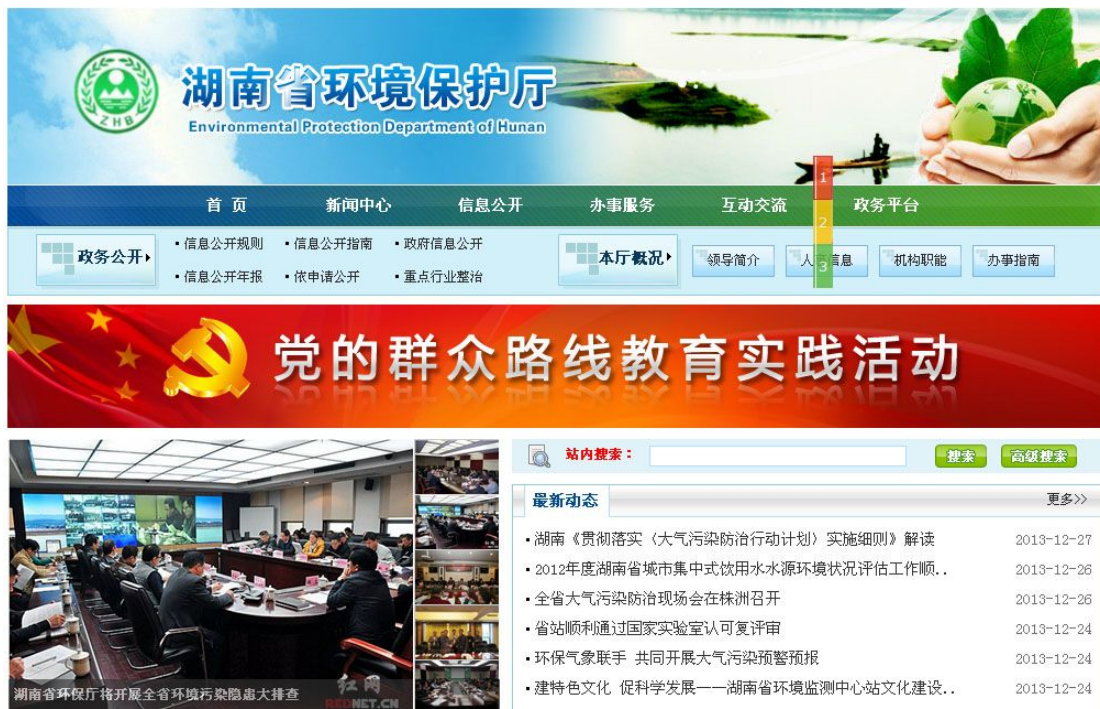 湖南省环境保护厅
ZHB
Environmental Protection Department of Hunan
首 页 新闻中心 信息公开 办事服务 互动交流 政务平台
1
2
3
政务公开
信息公开规则 信息公开指南 政府信息公开
信息公开年报 依申请公开 重点行业整治
本厅概况 领导简介 人事信息 机构职能 办事指南
党的群众路线教育实践活动
站内搜索： 搜索 高级搜索
最新动态 更多>>
湖南《贯彻落实〈大气污染防治行动计划〉实施细则》解读 2013-12-27
2012年度湖南省城市集中式饮用水水源环境状况评估工作顺.. 2013-12-26
全省大气污染防治现场会在株洲召开 2013-12-26
省站顺利通过国家实验室认可复评审 2013-12-24
环保气象联手 共同开展大气污染预警预报 2013-12-24
建特色文化 促科学发展——湖南省环境监测中心站文化建设.. 2013-12-24
湖南省环保厅将开展全省环境污染隐患大排查
红网
REDNET.CN